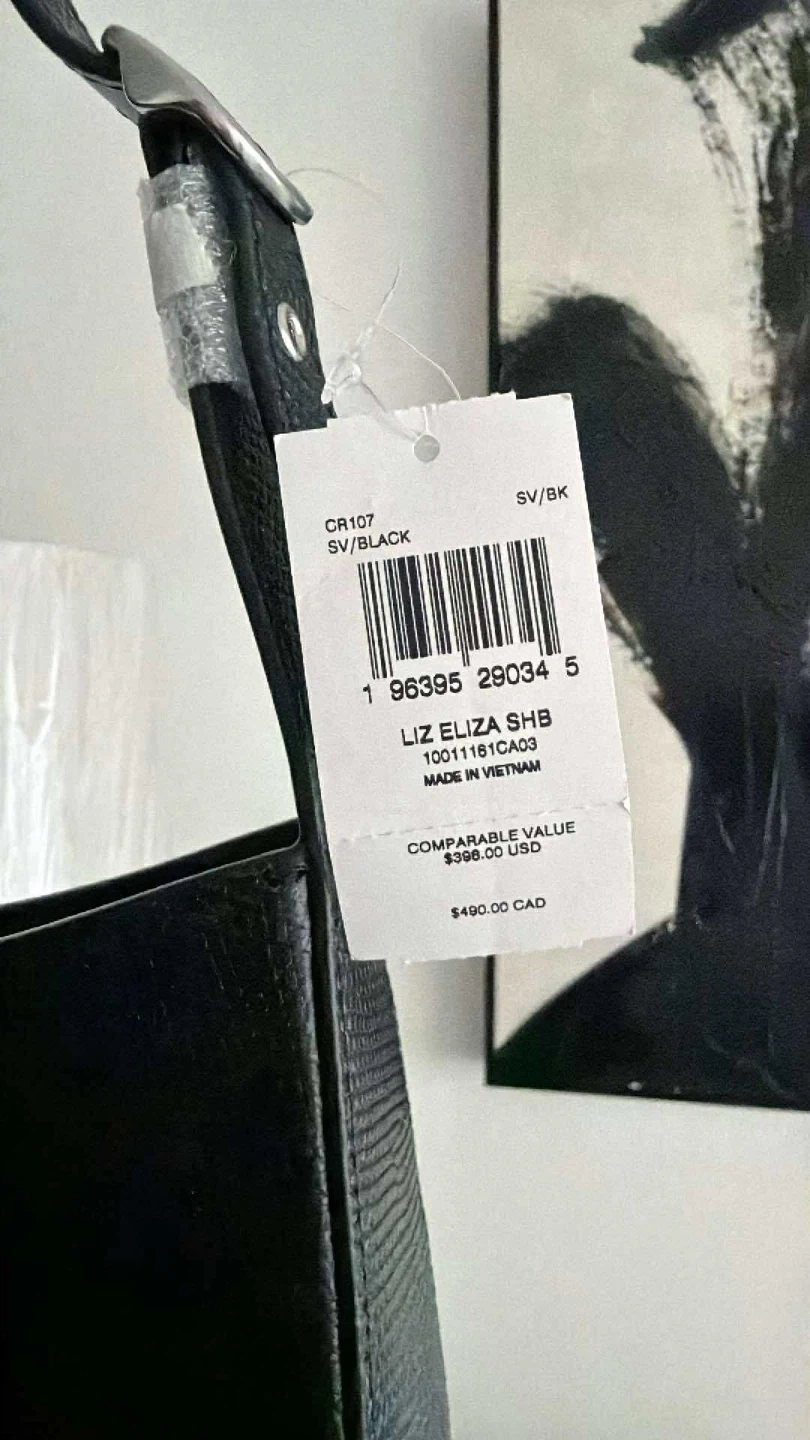 SV/BK
CR107
SV/BLACK
1 96395 29034 5
LIZ ELIZA SHB
10011161CA03
MADE IN VIETNAM
COMPARABLE VALUE
$398.00 USD
$490.00 CAD